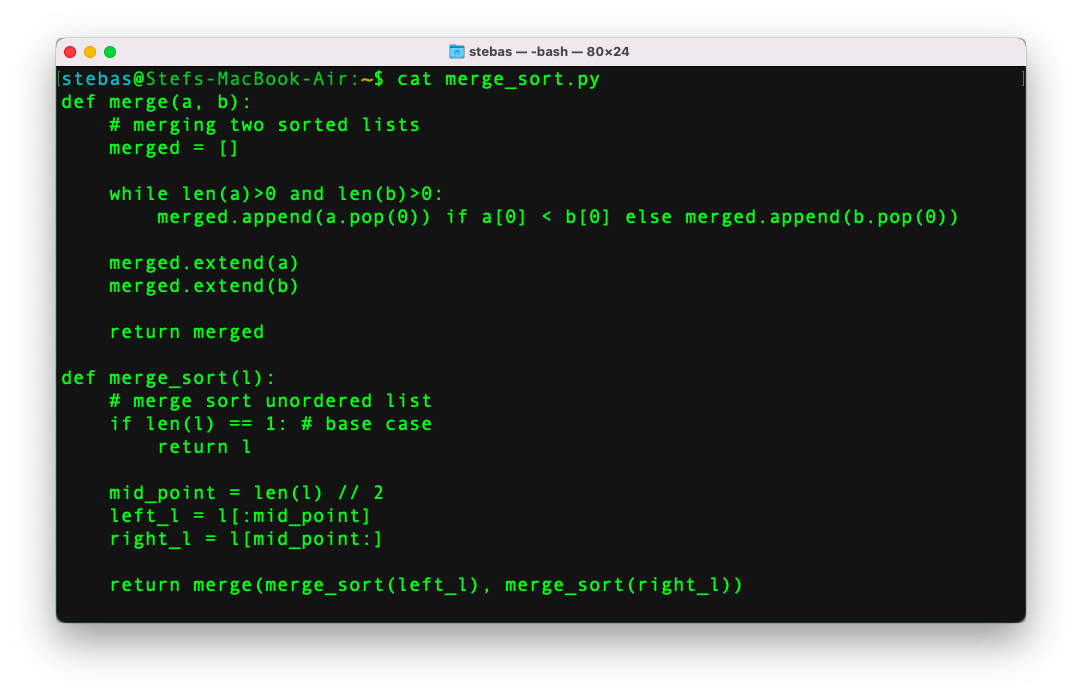 stebas — -bash — 80×24
[stebas@Stefs-MacBook-Air:~$ cat merge_sort.py ]
def merge(a, b):
    # merging two sorted lists
    merged = []

    while len(a)>0 and len(b)>0:
        merged.append(a.pop(0)) if a[0] < b[0] else merged.append(b.pop(0))

    merged.extend(a)
    merged.extend(b)

    return merged

def merge_sort(l):
    # merge sort unordered list
    if len(l) == 1: # base case
        return l

    mid_point = len(l) // 2
    left_l = l[:mid_point]
    right_l = l[mid_point:]

    return merge(merge_sort(left_l), merge_sort(right_l))